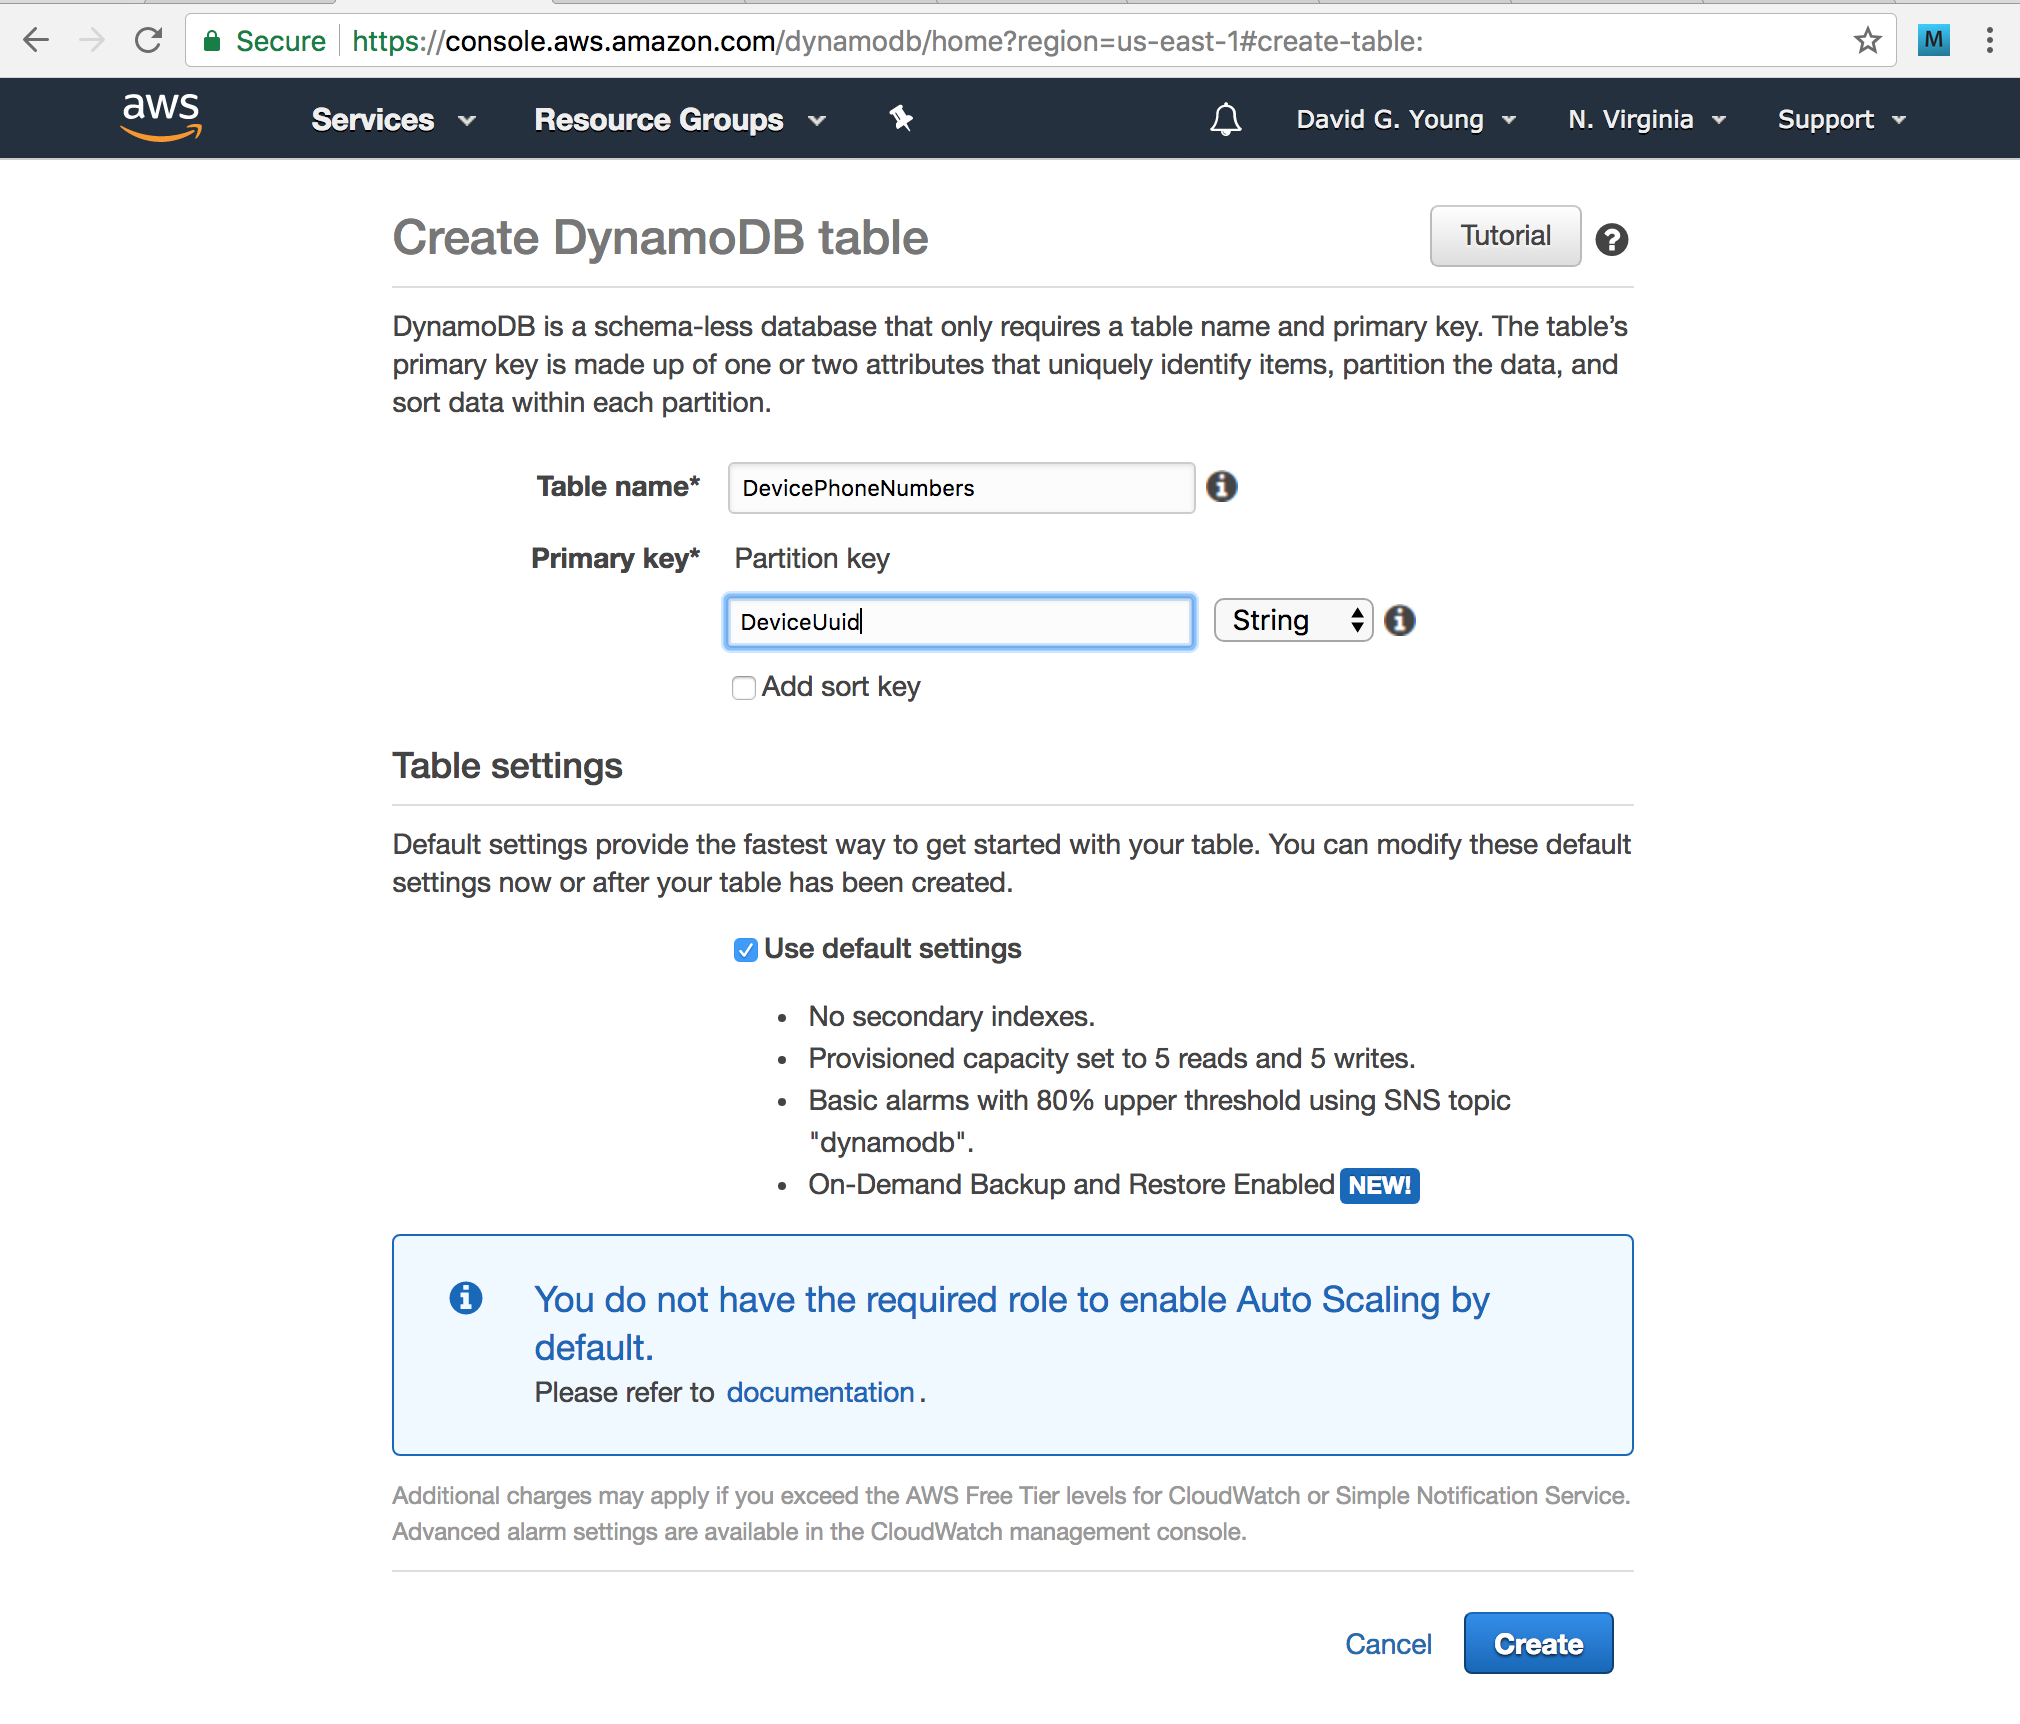 Secure https://console.aws.amazon.com/dynamodb/home?region=us-east-1#create-table: M
aws Services Resource Groups David G. Young N. Virginia Support
Create DynamoDB table Tutorial ?
DynamoDB is a schema-less database that only requires a table name and primary key. The table’s
primary key is made up of one or two attributes that uniquely identify items, partition the data, and
sort data within each partition.
Table name* DevicePhoneNumbers
Primary key* Partition key
DeviceUuid String
Add sort key
Table settings
Default settings provide the fastest way to get started with your table. You can modify these default
settings now or after your table has been created.
Use default settings
• No secondary indexes.
• Provisioned capacity set to 5 reads and 5 writes.
• Basic alarms with 80% upper threshold using SNS topic
"dynamodb".
• On-Demand Backup and Restore Enabled NEW!
You do not have the required role to enable Auto Scaling by
default.
Please refer to documentation.
Additional charges may apply if you exceed the AWS Free Tier levels for CloudWatch or Simple Notification Service.
Advanced alarm settings are available in the CloudWatch management console.
Cancel Create